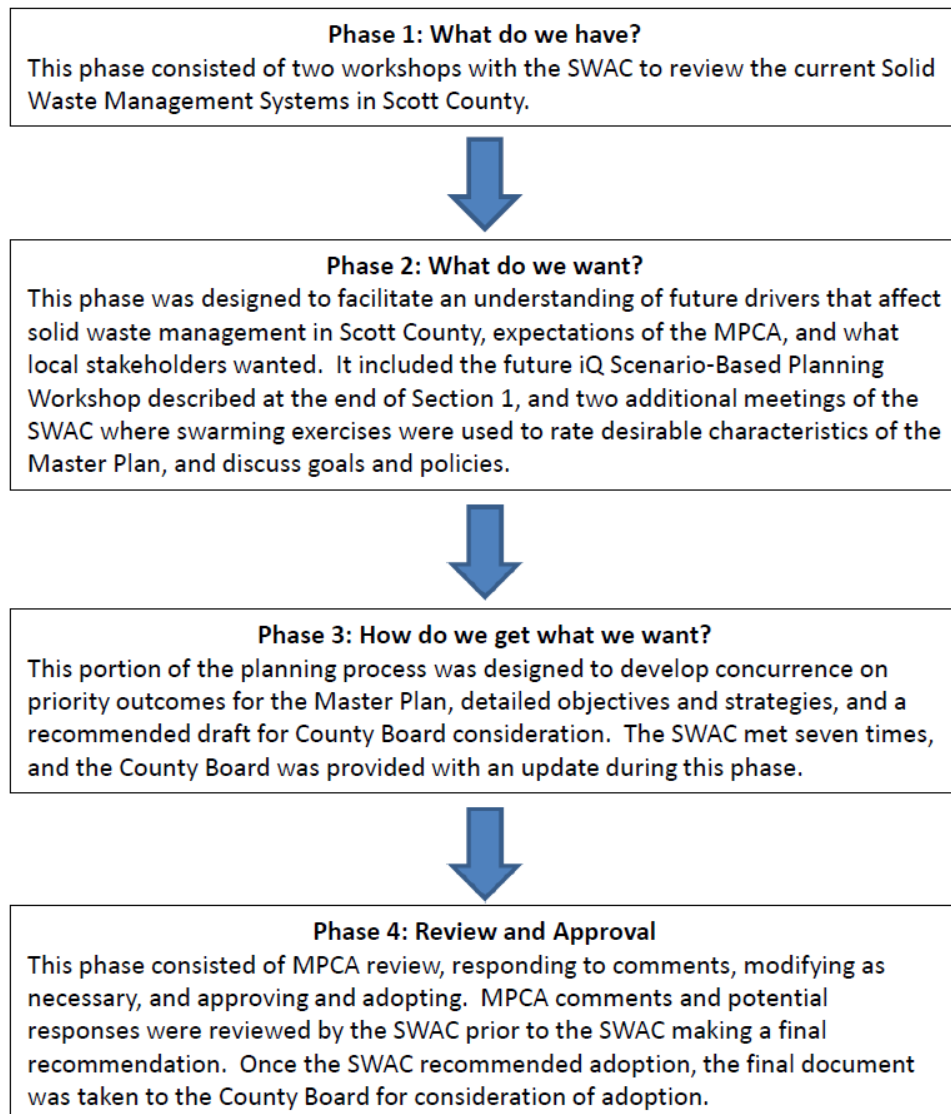 Phase 1: What do we have?
This phase consisted of two workshops with the SWAC to review the current Solid
Waste Management Systems in Scott County.
Phase 2: What do we want?
This phase was designed to facilitate an understanding of future drivers that affect
solid waste management in Scott County, expectations of the MPCA, and what
local stakeholders wanted.  It included the future iQ Scenario-Based Planning
Workshop described at the end of Section 1, and two additional meetings of the
SWAC where swarming exercises were used to rate desirable characteristics of the
Master Plan, and discuss goals and policies.
Phase 3: How do we get what we want?
This portion of the planning process was designed to develop concurrence on
priority outcomes for the Master Plan, detailed objectives and strategies, and a
recommended draft for County Board consideration.  The SWAC met seven times,
and the County Board was provided with an update during this phase.
Phase 4: Review and Approval
This phase consisted of MPCA review, responding to comments, modifying as
necessary, and approving and adopting.  MPCA comments and potential
responses were reviewed by the SWAC prior to the SWAC making a final
recommendation.  Once the SWAC recommended adoption, the final document
was taken to the County Board for consideration of adoption.